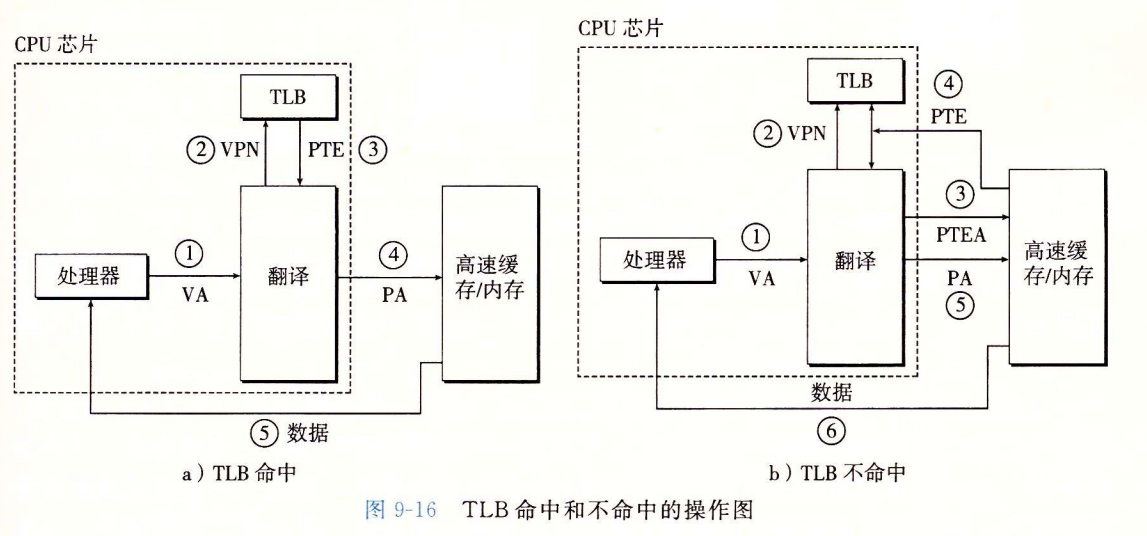 CPU 芯片
TLB
② VPN
PTE ③
①
处理器
VA
翻译
④
PA
高速缓
存/内存
⑤ 数据
a）TLB 命中
CPU 芯片
TLB
④
② VPN
PTE
①
处理器
VA
翻译
③
PTEA
PA
⑤
高速缓
存/内存
数据
⑥
b）TLB 不命中
图 9-16 TLB 命中和不命中的操作图